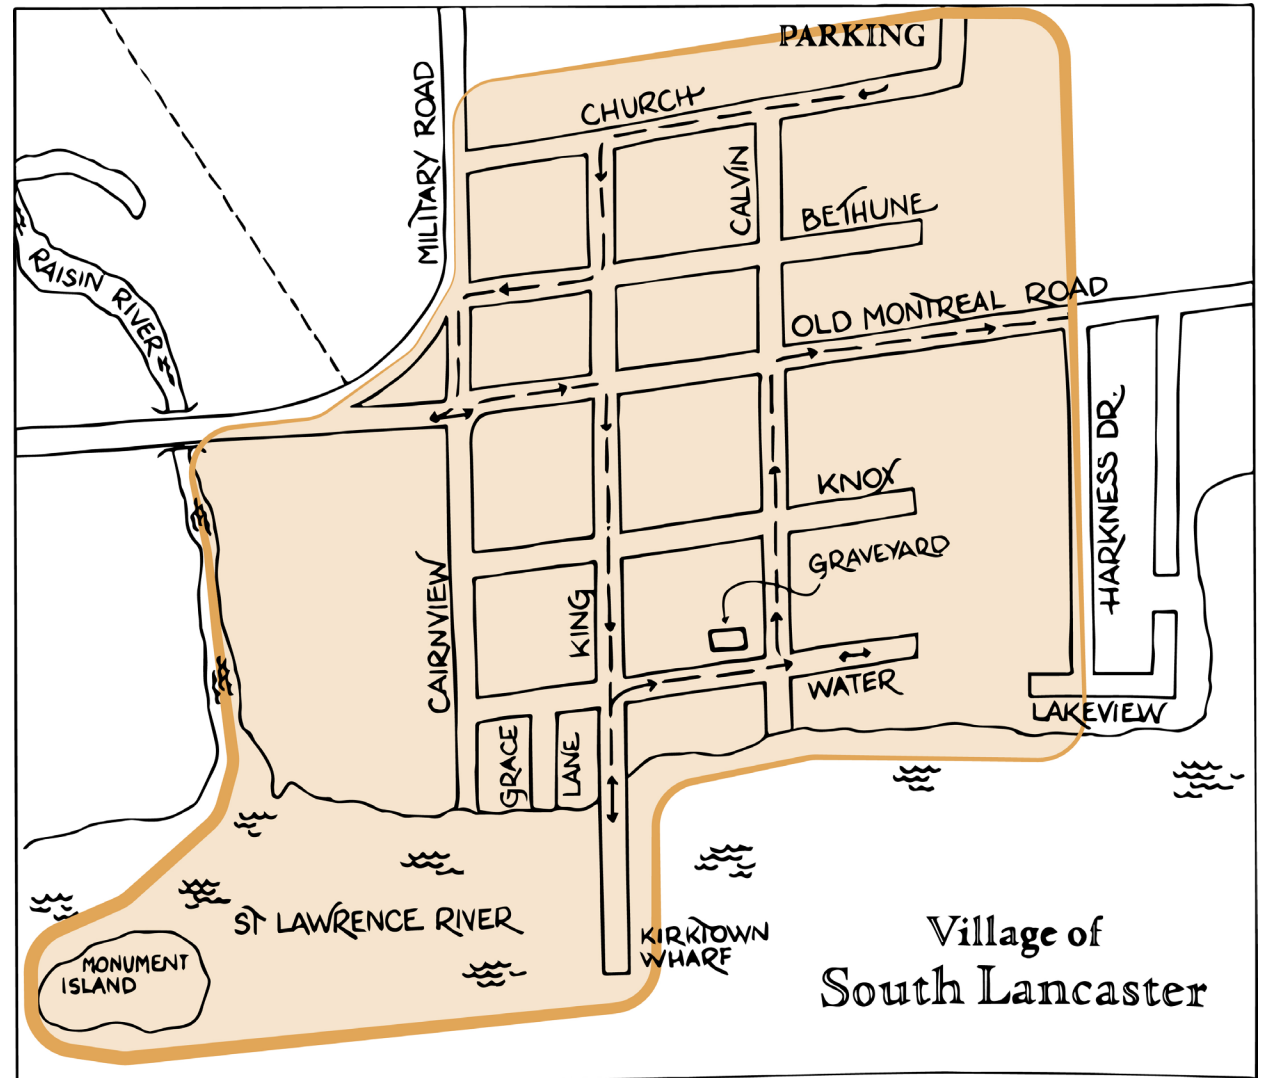 PARKING
MILITARY ROAD
CHURCH
CALVIN
BETHUNE
RAISIN RIVER
OLD MONTREAL ROAD
HARKNESS DR.
KNOX
GRAVEYARD
CAIRNVIEW
KING
WATER
LAKEVIEW
GRACE
LANE
ST LAWRENCE RIVER
KIRKTOWN
WHARF
MONUMENT
ISLAND
Village of
South Lancaster